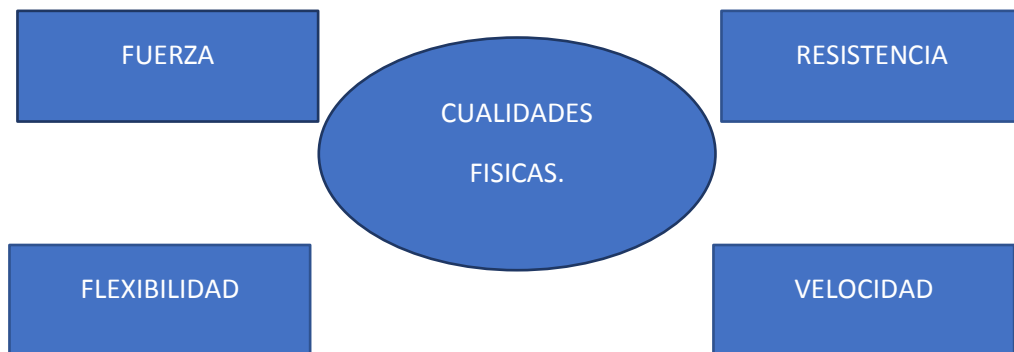 FUERZA
RESISTENCIA
CUALIDADES
FISICAS.
FLEXIBILIDAD
VELOCIDAD